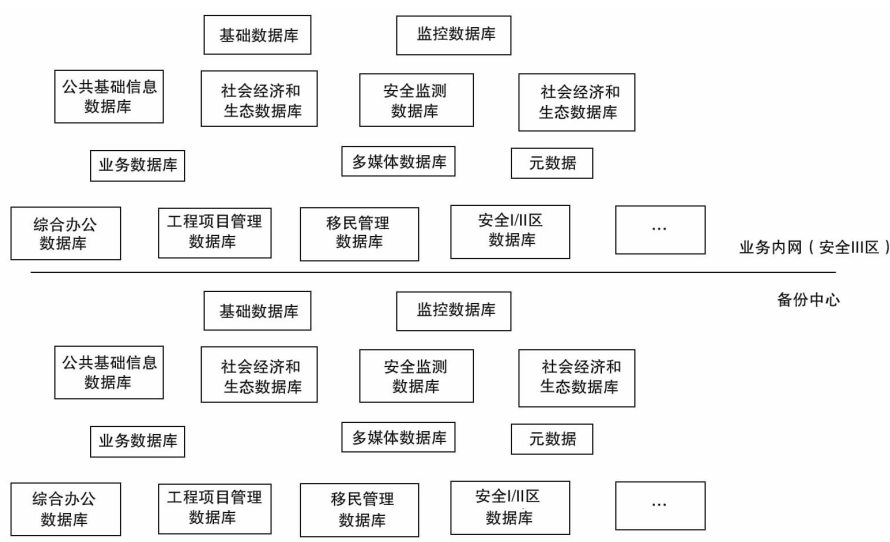 基础数据库
监控数据库
公共基础信息
数据库
社会经济和
生态数据库
安全监测
数据库
社会经济和
生态数据库
业务数据库
多媒体数据库
元数据
综合办公
数据库
工程项目管理
数据库
移民管理
数据库
安全I/II区
数据库
...
业务内网（安全III区）
备份中心
基础数据库
监控数据库
公共基础信息
数据库
社会经济和
生态数据库
安全监测
数据库
社会经济和
生态数据库
业务数据库
多媒体数据库
元数据
综合办公
数据库
工程项目管理
数据库
移民管理
数据库
安全I/II区
数据库
...